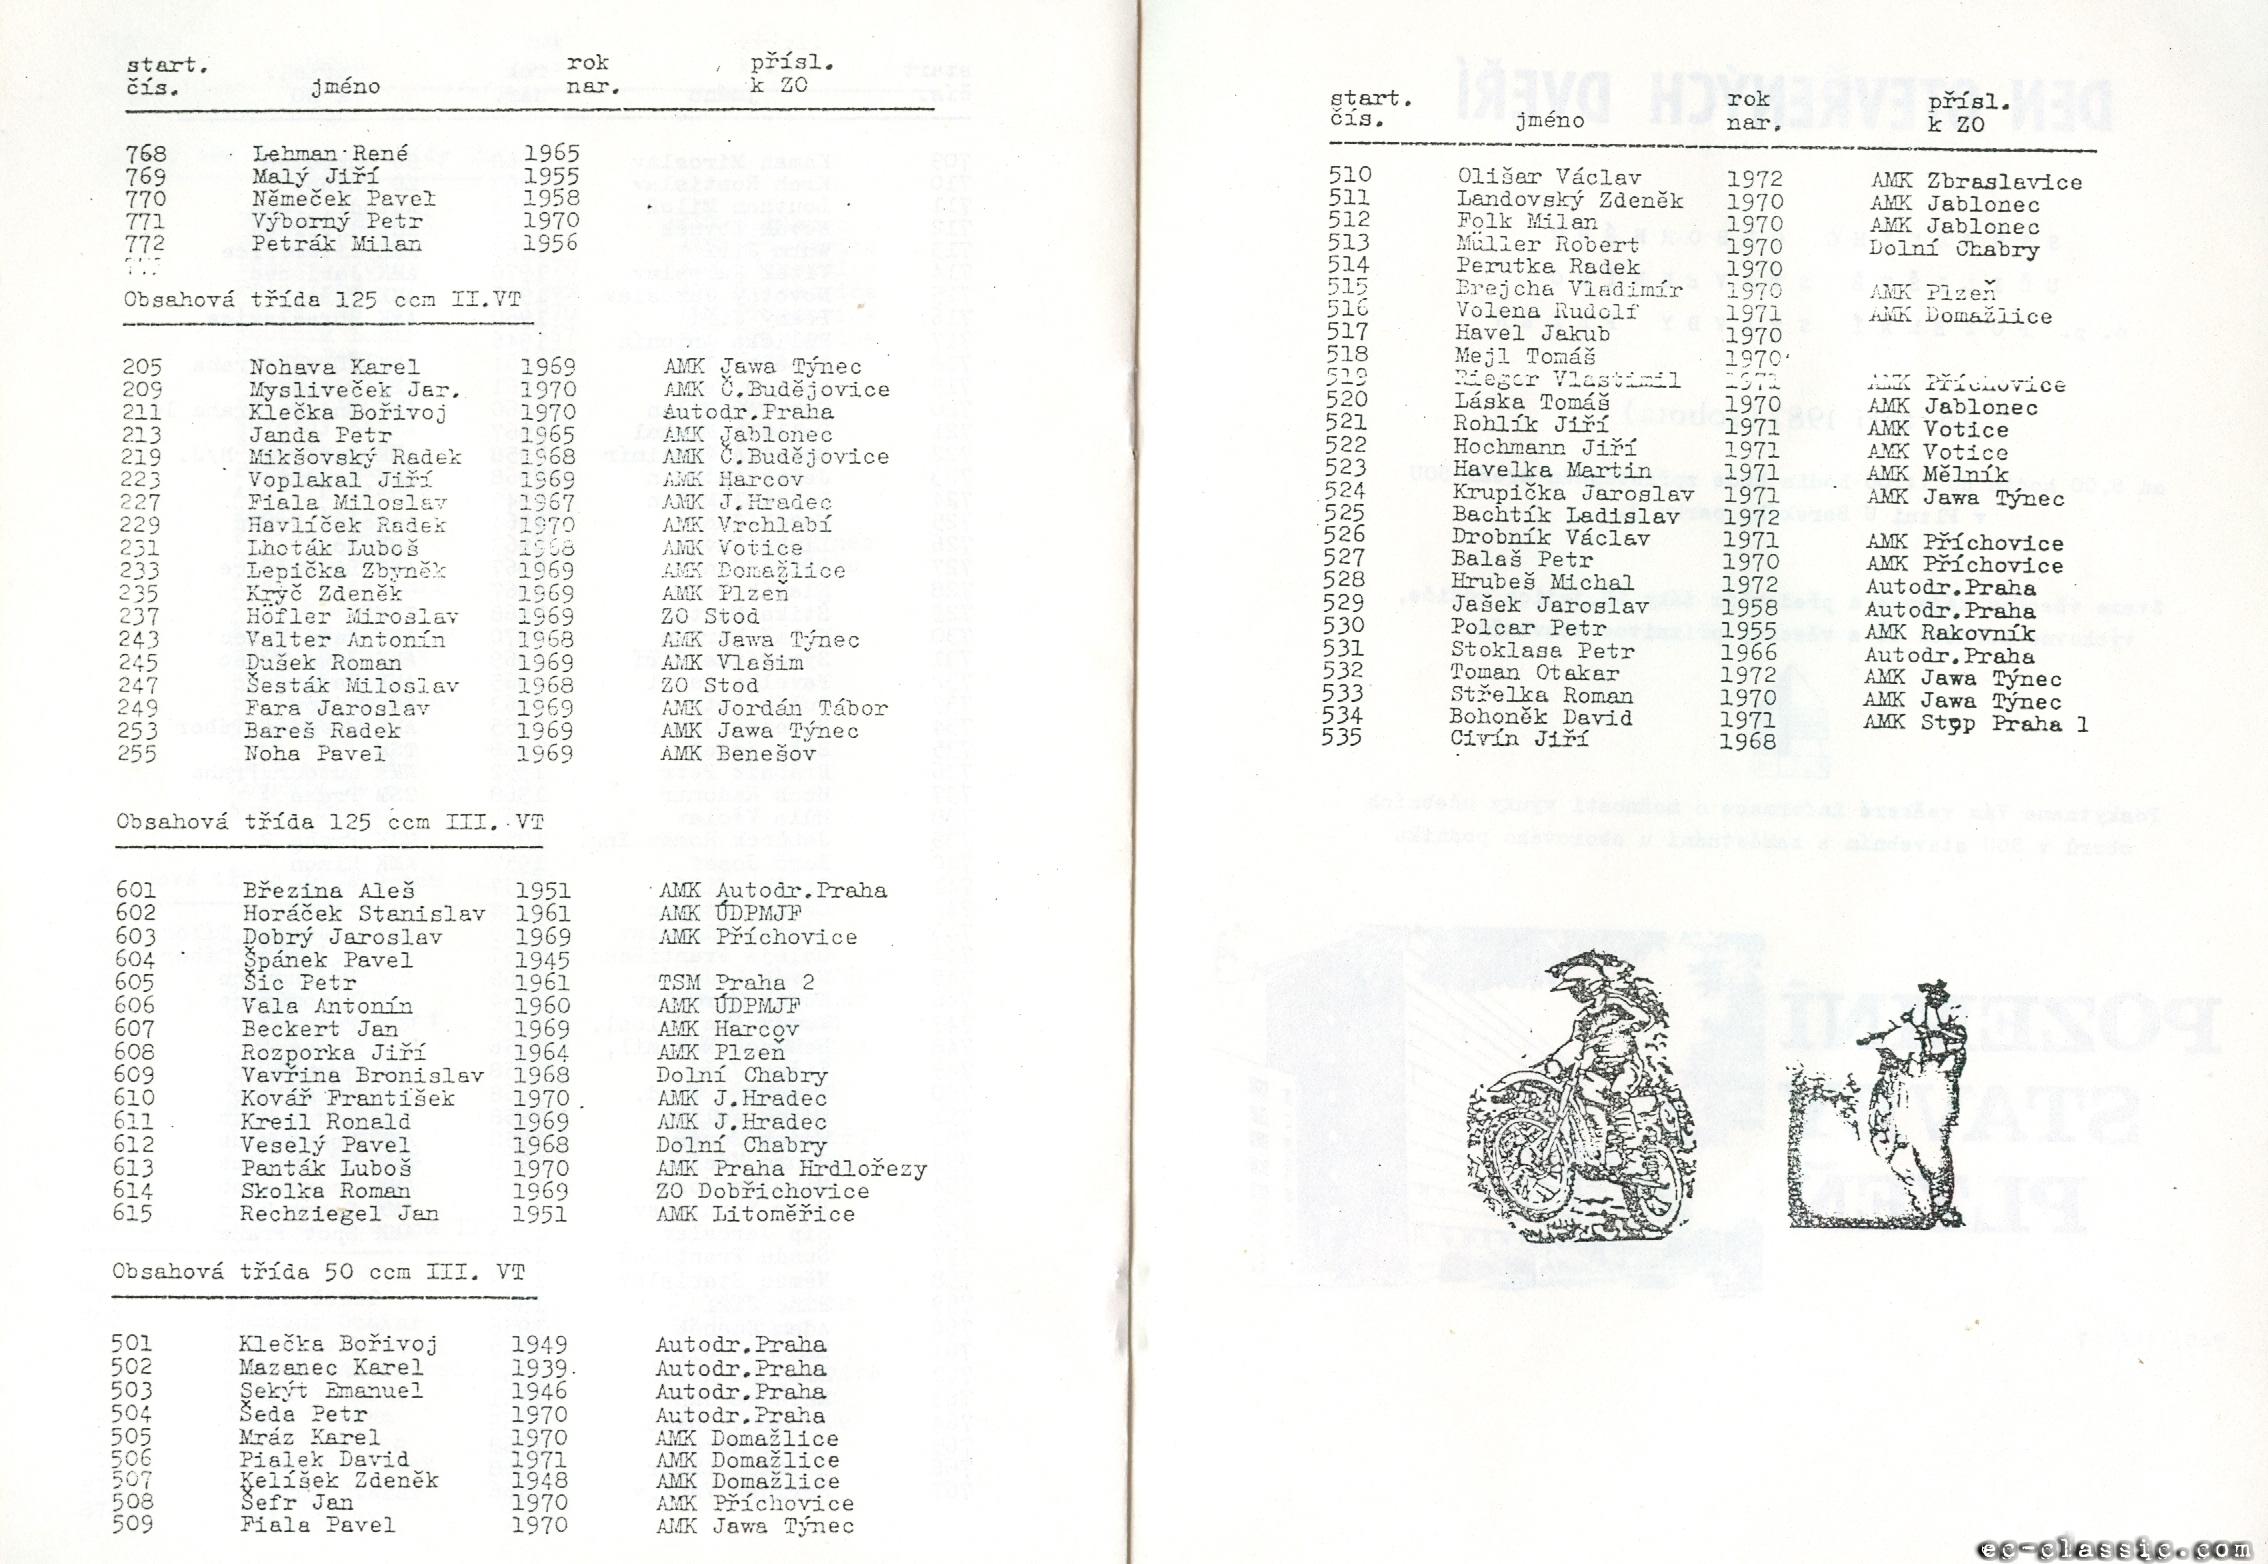 start. rok přísl.
čís. jméno nar. k ZO
768 Lehman René 1965
769 Malý Jiří 1955
770 Němeček Pavel 1958
771 Výborný Petr 1970
772 Petrák Milan 1956
Obsahová třída 125 ccm II.VT
205 Nohava Karel 1969 AMK Jawa Týnec
209 Mysliveček Jar. 1970 AMK Č.Budějovice
211 Klečka Bořivoj 1970 Autodr.Praha
213 Janda Petr 1965 AMK Jablonec
219 Mikšovský Radek 1968 AMK Č.Budějovice
223 Voplakal Jiří 1969 AMK Harcov
227 Fiala Miloslav 1967 AMK J.Hradec
229 Havlíček Radek 1970 AMK Vrchlabí
231 Lhoták Luboš 1968 AMK Votice
233 Lepička Zbyněk 1969 AMK Domažlice
235 Krýč Zdeněk 1969 AMK Plzeň
237 Höfler Miroslav 1969 ZO Stod
243 Valter Antonín 1968 AMK Jawa Týnec
245 Dušek Roman 1969 AMK Vlašim
247 Šesták Miloslav 1968 ZO Stod
249 Fara Jaroslav 1969 AMK Jordán Tábor
253 Bareš Radek 1969 AMK Jawa Týnec
255 Noha Pavel 1969 AMK Benešov
Obsahová třída 125 ccm III. VT
601 Březina Aleš 1951 AMK Autodr.Praha
602 Horáček Stanislav 1961 AMK ÚDPMJF
603 Dobrý Jaroslav 1969 AMK Příchovice
604 Špánek Pavel 1945
605 Šic Petr 1961 TSM Praha 2
606 Vala Antonín 1960 AMK ÚDPMJF
607 Beckert Jan 1969 AMK Harcov
608 Rozporka Jiří 1964 AMK Plzeň
609 Vavřina Bronislav 1968 Dolní Chabry
610 Kovář František 1970 AMK J.Hradec
611 Kreil Ronald 1969 AMK J.Hradec
612 Veselý Pavel 1968 Dolní Chabry
613 Panták Luboš 1970 AMK Praha Hrdlořezy
614 Skolka Roman 1969 ZO Dobřichovice
615 Rechziegel Jan 1951 AMK Litoměřice
Obsahová třída 50 ccm III. VT
501 Klečka Bořivoj 1949 Autodr.Praha
502 Mazanec Karel 1939 Autodr.Praha
503 Sekýt Emanuel 1946 Autodr.Praha
504 Šeda Petr 1970 Autodr.Praha
505 Mráz Karel 1970 AMK Domažlice
506 Pialek David 1971 AMK Domažlice
507 Kelíšek Zdeněk 1948 AMK Domažlice
508 Šefr Jan 1970 AMK Příchovice
509 Fiala Pavel 1970 AMK Jawa Týnec
start. rok přísl.
čís. jméno nar. k ZO
510 Olišar Václav 1972 AMK Zbraslavice
511 Landovský Zdeněk 1970 AMK Jablonec
512 Folk Milan 1970 AMK Jablonec
513 Müller Robert 1970 Dolní Chabry
514 Perutka Radek 1970
515 Brejcha Vladimír 1970 AMK Plzeň
516 Volena Rudolf 1971 AMK Domažlice
517 Havel Jakub 1970
518 Mejl Tomáš 1970
519 Rieger Vlastimil 1971 AMK Příchovice
520 Láska Tomáš 1970 AMK Jablonec
521 Rohlík Jiří 1971 AMK Votice
522 Hochmann Jiří 1971 AMK Votice
523 Havelka Martin 1971 AMK Mělník
524 Krupička Jaroslav 1971 AMK Jawa Týnec
525 Bachtík Ladislav 1972
526 Drobník Václav 1971 AMK Příchovice
527 Balaš Petr 1970 AMK Příchovice
528 Hrubeš Michal 1972 Autodr.Praha
529 Jašek Jaroslav 1958 Autodr.Praha
530 Polcar Petr 1955 AMK Rakovník
531 Stoklasa Petr 1966 Autodr.Praha
532 Toman Otakar 1972 AMK Jawa Týnec
533 Střelka Roman 1970 AMK Jawa Týnec
534 Bohoněk David 1971 AMK Stop Praha 1
535 Civín Jiří 1968
ec-classic.com